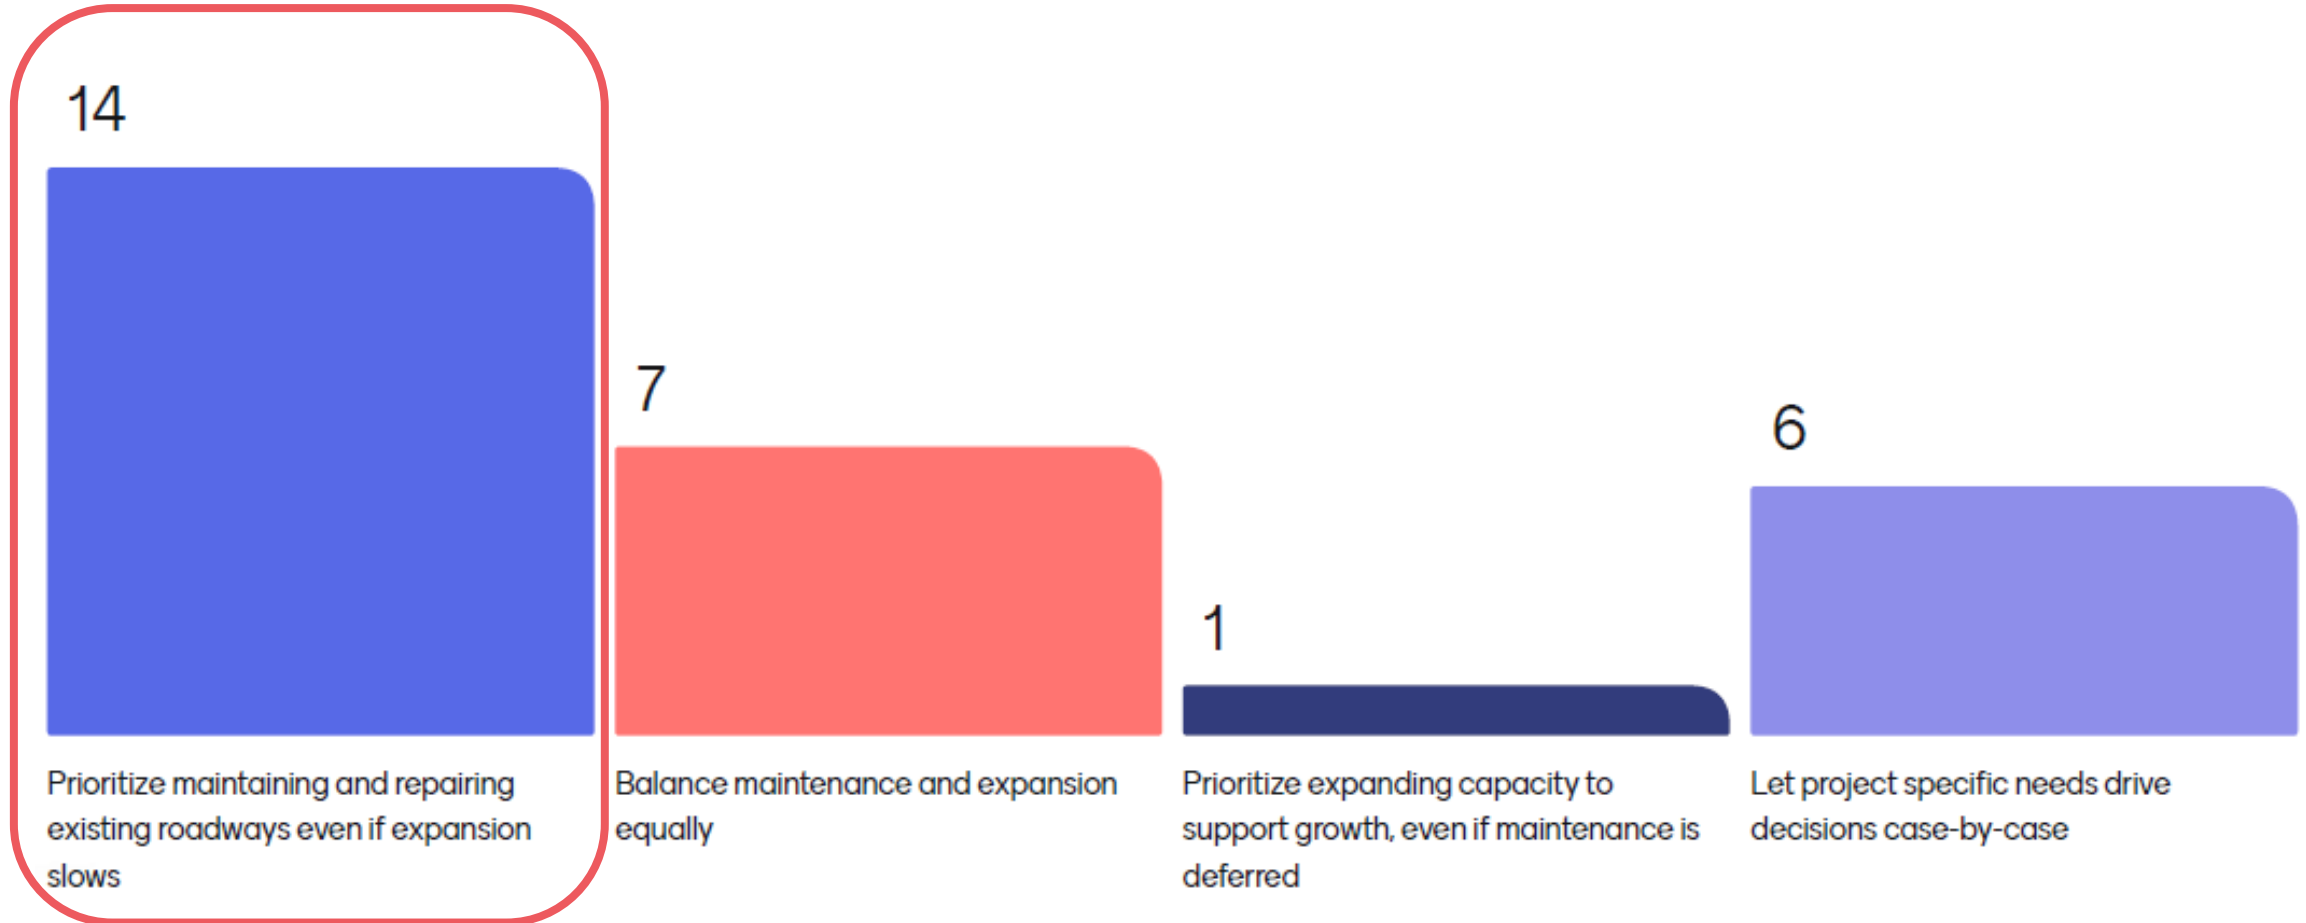 14
Prioritize maintaining and repairing
existing roadways even if expansion
slows
7
Balance maintenance and expansion
equally
1
Prioritize expanding capacity to
support growth, even if maintenance is
deferred
6
Let project specific needs drive
decisions case-by-case